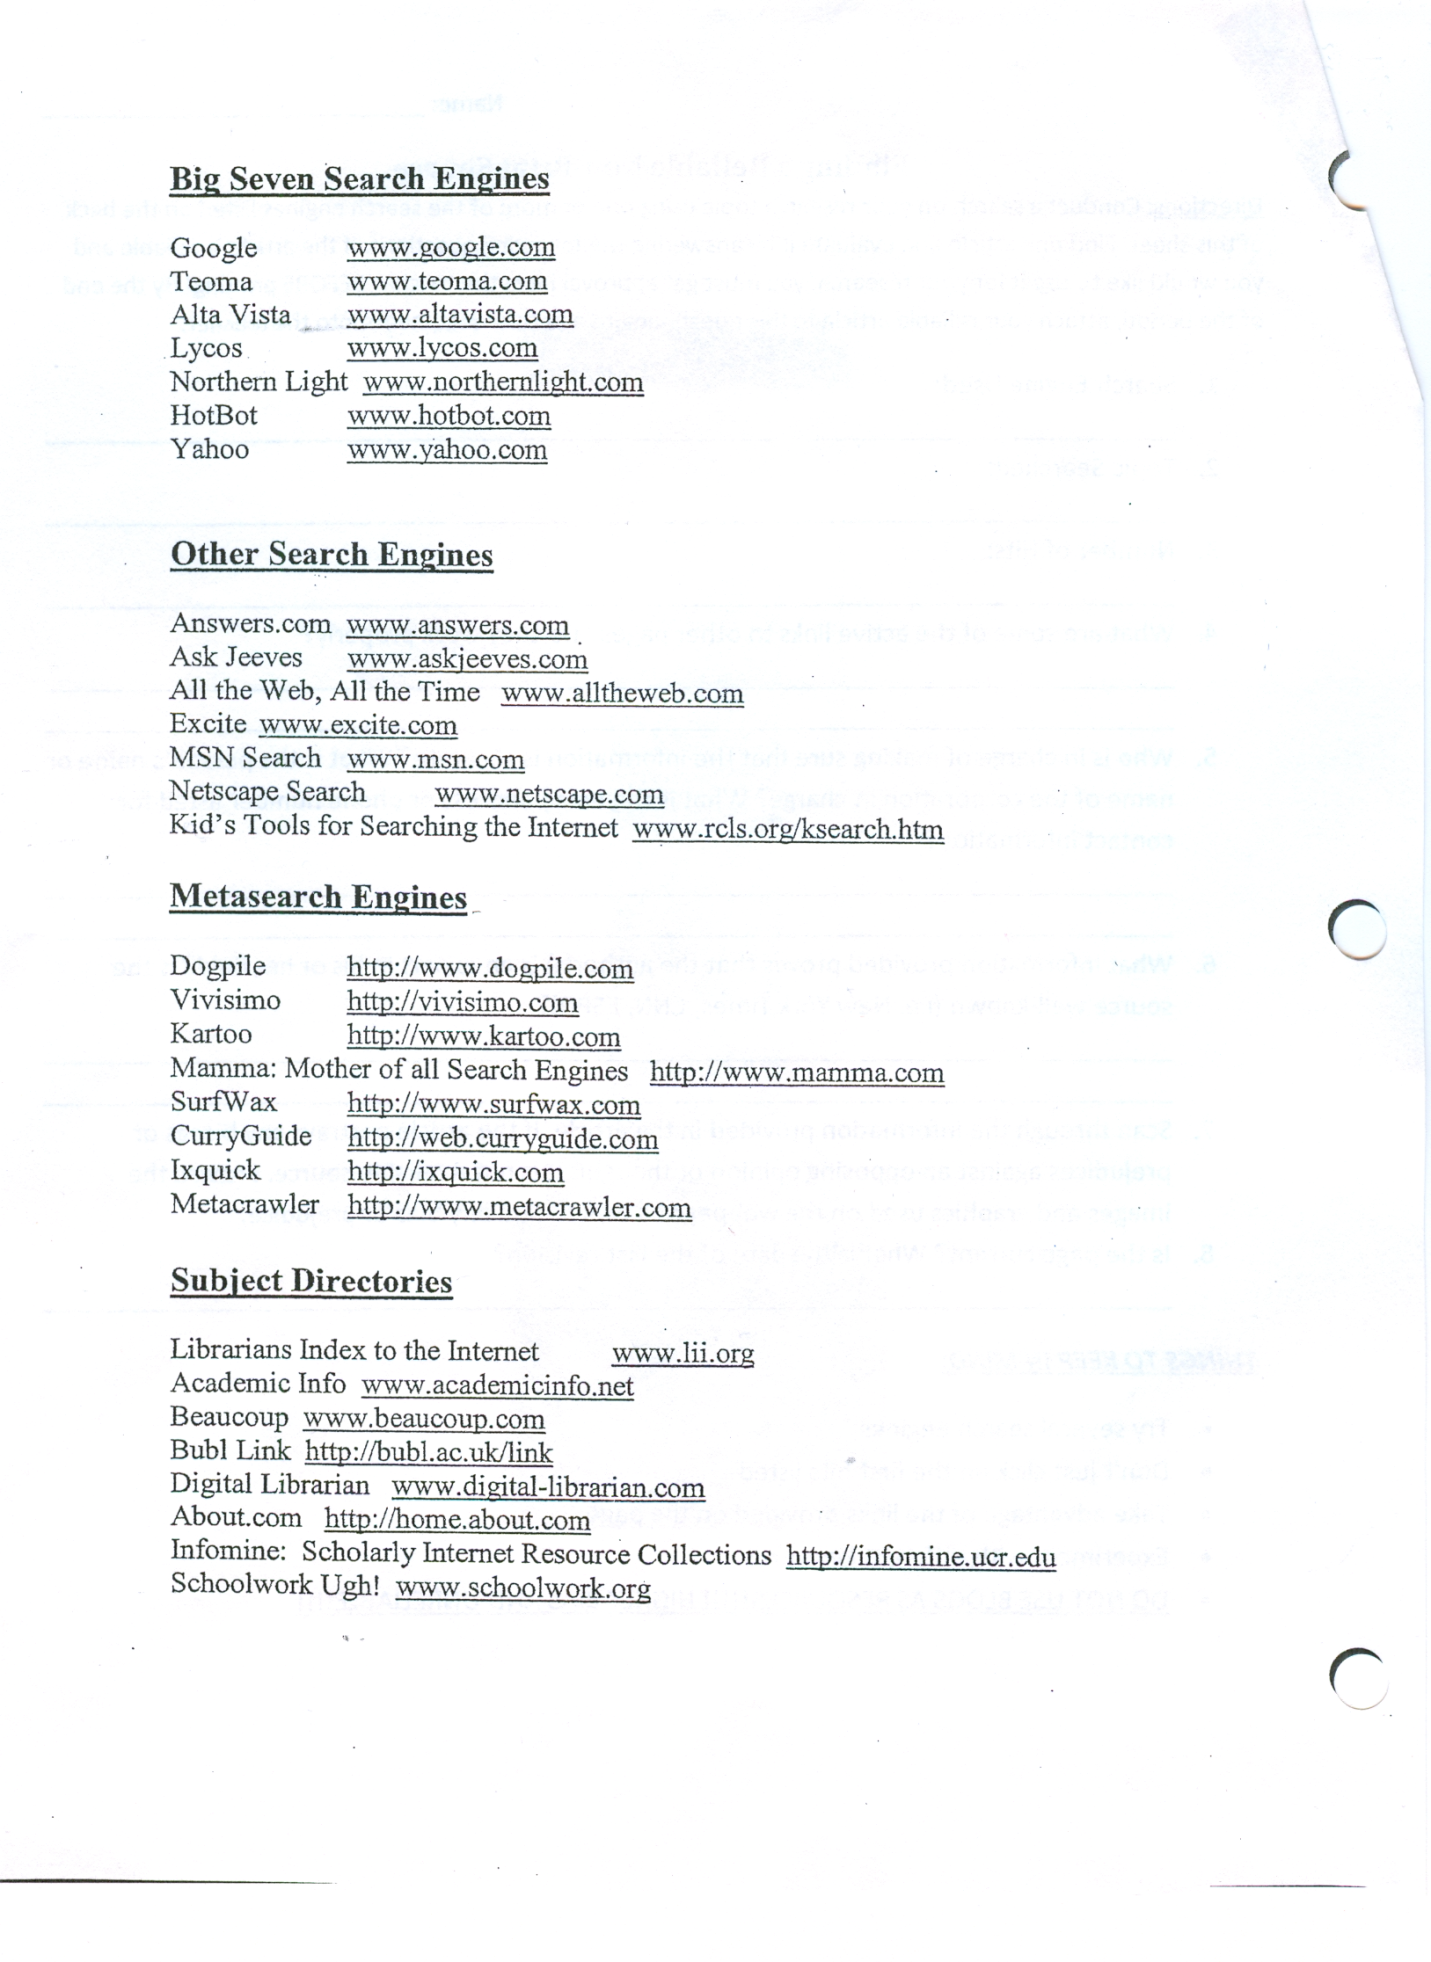 Big Seven Search Engines
Google www.google.com
Teoma www.teoma.com
Alta Vista www.altavista.com
Lycos www.lycos.com
Northern Light www.northernlight.com
HotBot www.hotbot.com
Yahoo www.yahoo.com
Other Search Engines
Answers.com www.answers.com
Ask Jeeves www.askjeeves.com
All the Web, All the Time www.alltheweb.com
Excite www.excite.com
MSN Search www.msn.com
Netscape Search www.netscape.com
Kid's Tools for Searching the Internet www.rcls.org/ksearch.htm
Metasearch Engines
Dogpile http://www.dogpile.com
Vivisimo http://vivisimo.com
Kartoo http://www.kartoo.com
Mamma: Mother of all Search Engines http://www.mamma.com
SurfWax http://www.surfwax.com
CurryGuide http://web.curryguide.com
Ixquick http://ixquick.com
Metacrawler http://www.metacrawler.com
Subject Directories
Librarians Index to the Internet www.lii.org
Academic Info www.academicinfo.net
Beaucoup www.beaucoup.com
Bubl Link http://bubl.ac.uk/link
Digital Librarian www.digital-librarian.com
About.com http://home.about.com
Infomine: Scholarly Internet Resource Collections http://infomine.ucr.edu
Schoolwork Ugh! www.schoolwork.org